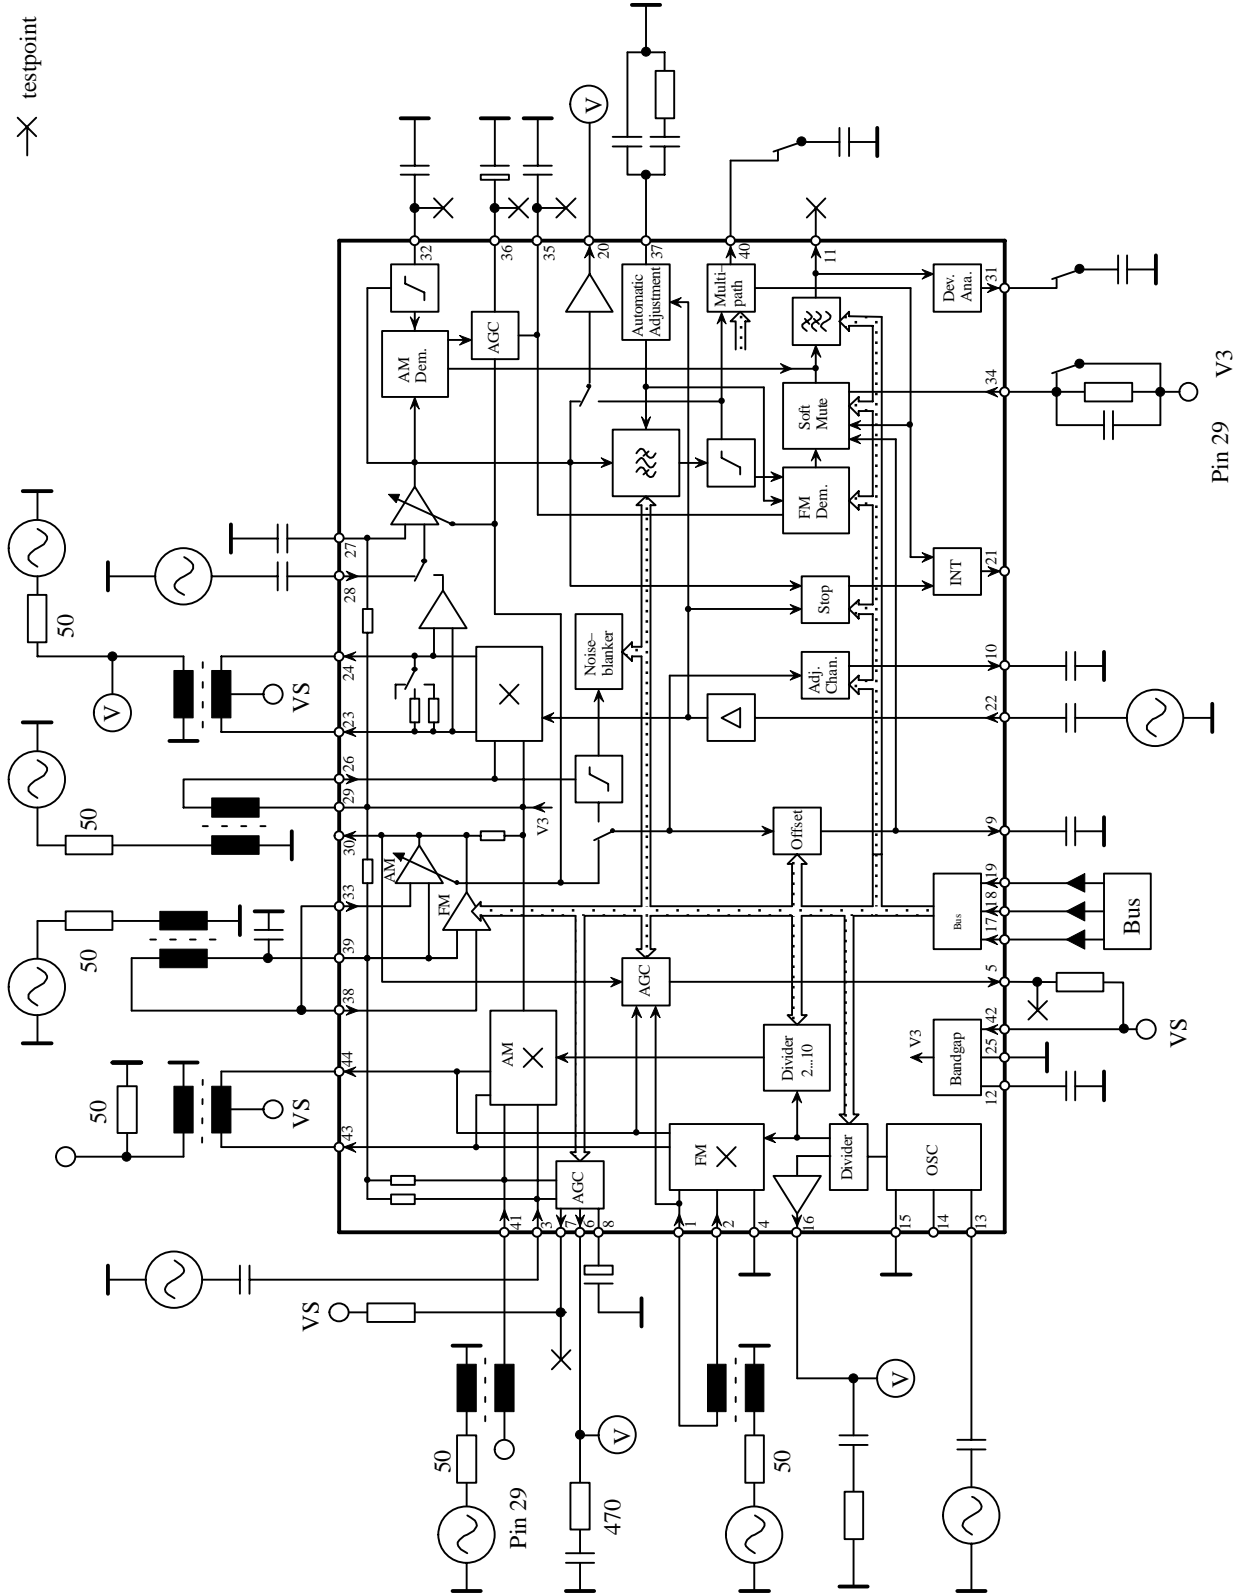 testpoint
V
32
36
35
20
37
40
11
AM
Dem.
AGC
Automatic
Adjustment
Multi–
path
Dev.
Ana.
31
34
V3
Pin 29
Soft
Mute
FM
Dem.
INT
21
Stop
Adj.
Chan.
10
22
Noise–
blanker
27
28
24
23
26
29
30
33
39
38
44
43
50
V
VS
50
50
50
VS
V3
AM
FM
Offset
9
Bus
19
18
17
Bus
AGC
5
42
25
12
VS
V3
Bandgap
AM
Divider
2...10
FM
Divider
OSC
AGC
41
3
7
6
8
1
2
4
16
15
14
13
VS
50
Pin 29
470
V
50
V